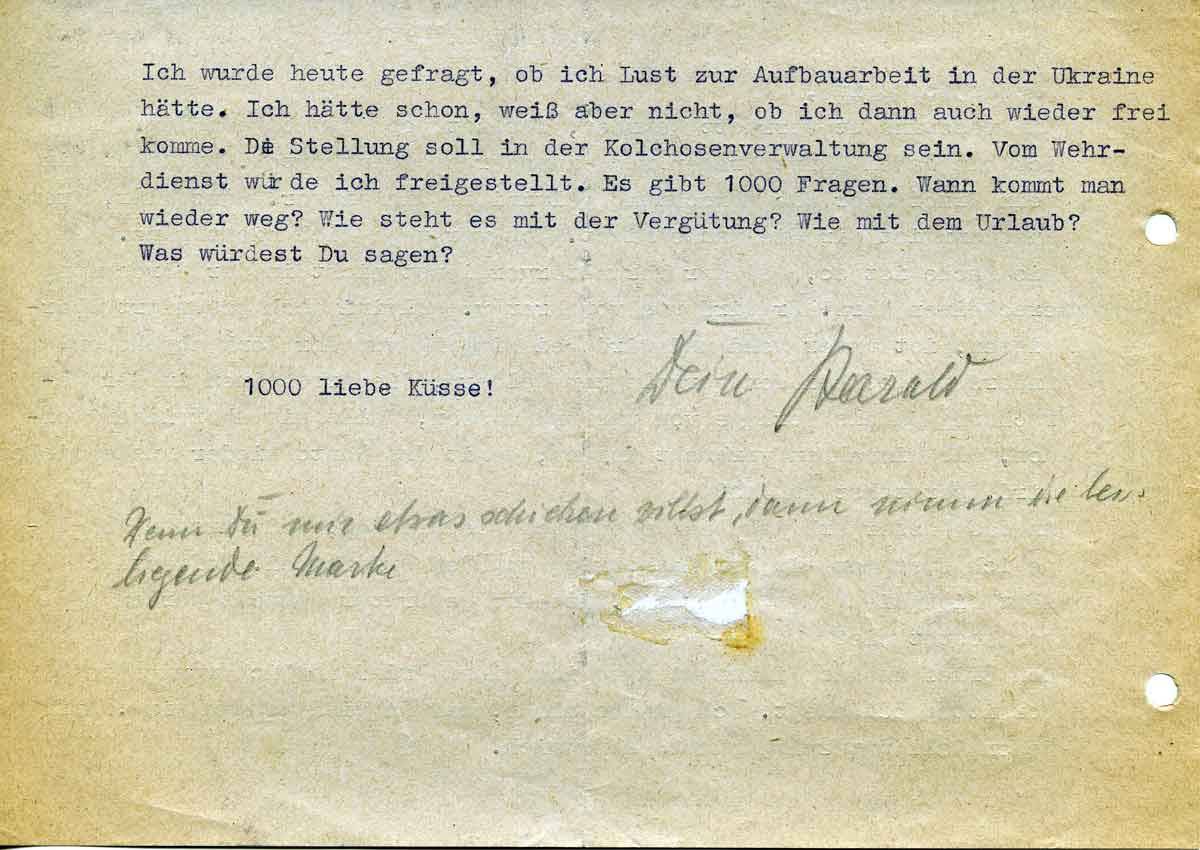 Ich wurde heute gefragt, ob ich Lust zur Aufbauarbeit in der Ukraine
hätte. Ich hätte schon, weiß aber nicht, ob ich dann auch wieder frei
komme. Die Stellung soll in der Kolchosenverwaltung sein. Vom Wehr-
dienst würde ich freigestellt. Es gibt 1000 Fragen. Wann kommt man
wieder weg? Wie steht es mit der Vergütung? Wie mit dem Urlaub?
Was würdest Du sagen?
1000 liebe Küsse!
Dein Harald
Wenn Du mir etwas schicken willst, dann nimm die bei-
liegende Marke